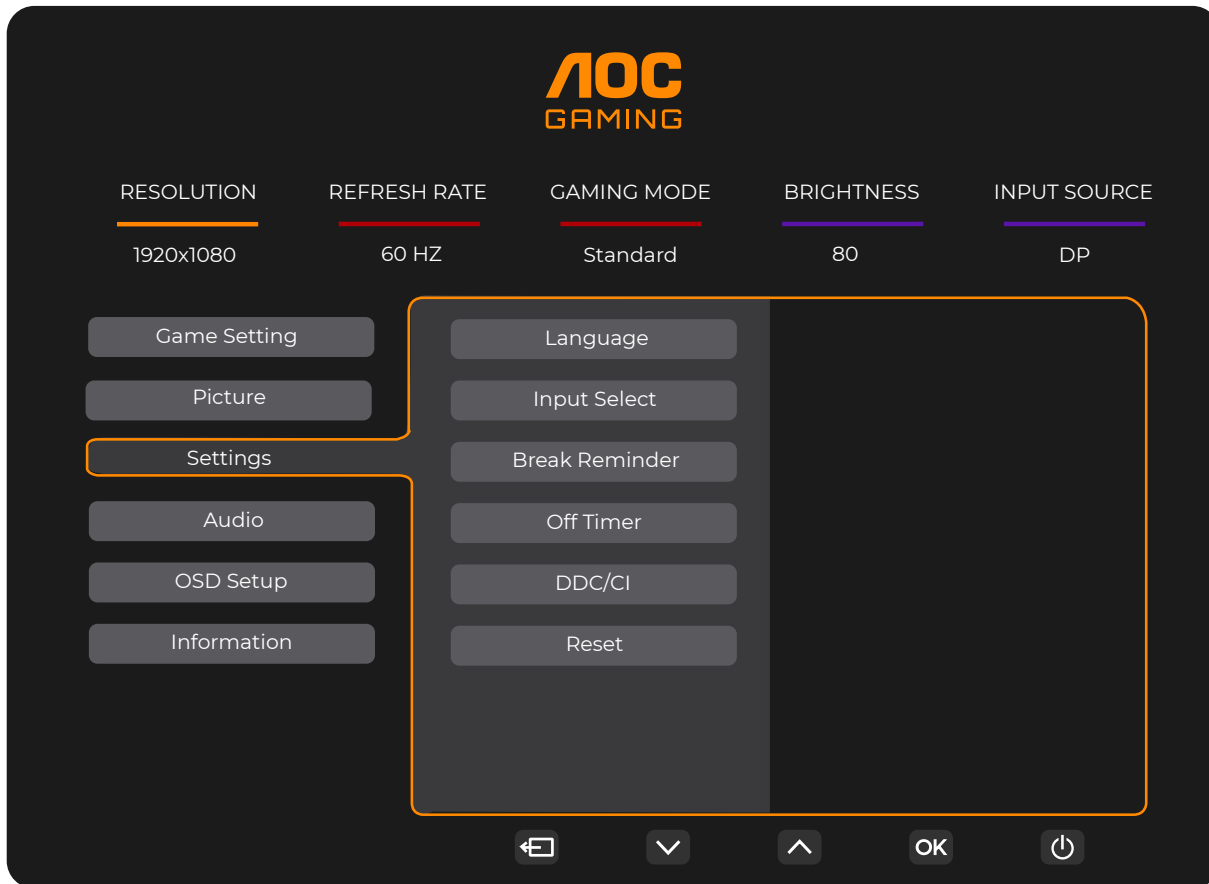 AOC
GAMING
RESOLUTION REFRESH RATE GAMING MODE BRIGHTNESS INPUT SOURCE
1920x1080 60 HZ Standard 80 DP
Game Setting
Picture
Settings
Audio
OSD Setup
Information
Language
Input Select
Break Reminder
Off Timer
DDC/CI
Reset
OK